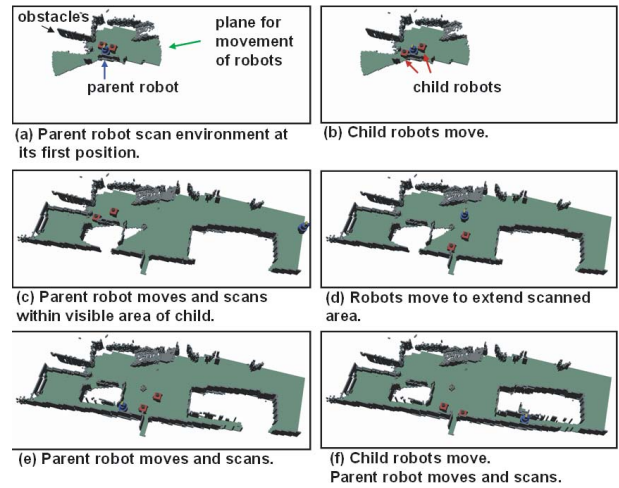 obstacles
plane for
movement
of robots
parent robot
child robots
(a) Parent robot scan environment at
its first position.
(b) Child robots move.
(c) Parent robot moves and scans
within visible area of child.
(d) Robots move to extend scanned
area.
(e) Parent robot moves and scans.
(f) Child robots move.
Parent robot moves and scans.